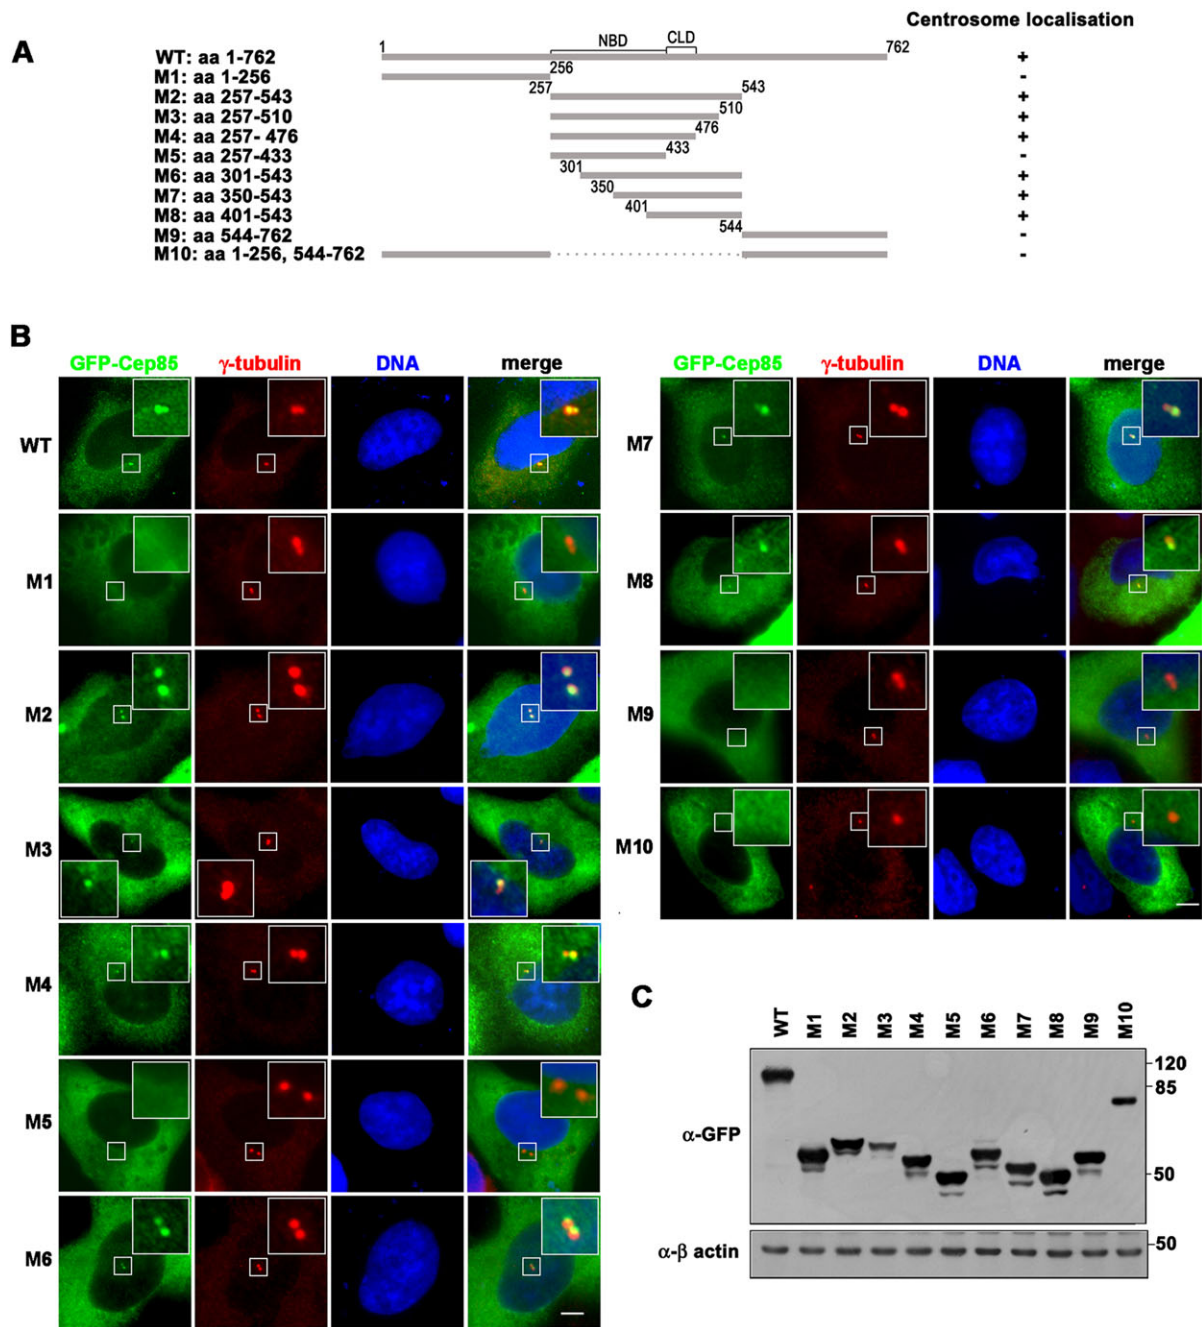 A
Centrosome localisation
WT: aa 1-762 1 NBD CLD 762 +
M1: aa 1-256 256 -
M2: aa 257-543 257 543 +
M3: aa 257-510 510 +
M4: aa 257- 476 476 +
M5: aa 257-433 433 -
M6: aa 301-543 301 +
M7: aa 350-543 350 +
M8: aa 401-543 401 +
M9: aa 544-762 544 -
M10: aa 1-256, 544-762 -
B
GFP-Cep85 γ-tubulin DNA merge
WT
M1
M2
M3
M4
M5
M6
GFP-Cep85 γ-tubulin DNA merge
M7
M8
M9
M10
C
WT M1 M2 M3 M4 M5 M6 M7 M8 M9 M10
120
85
α-GFP
50
α-β actin
50